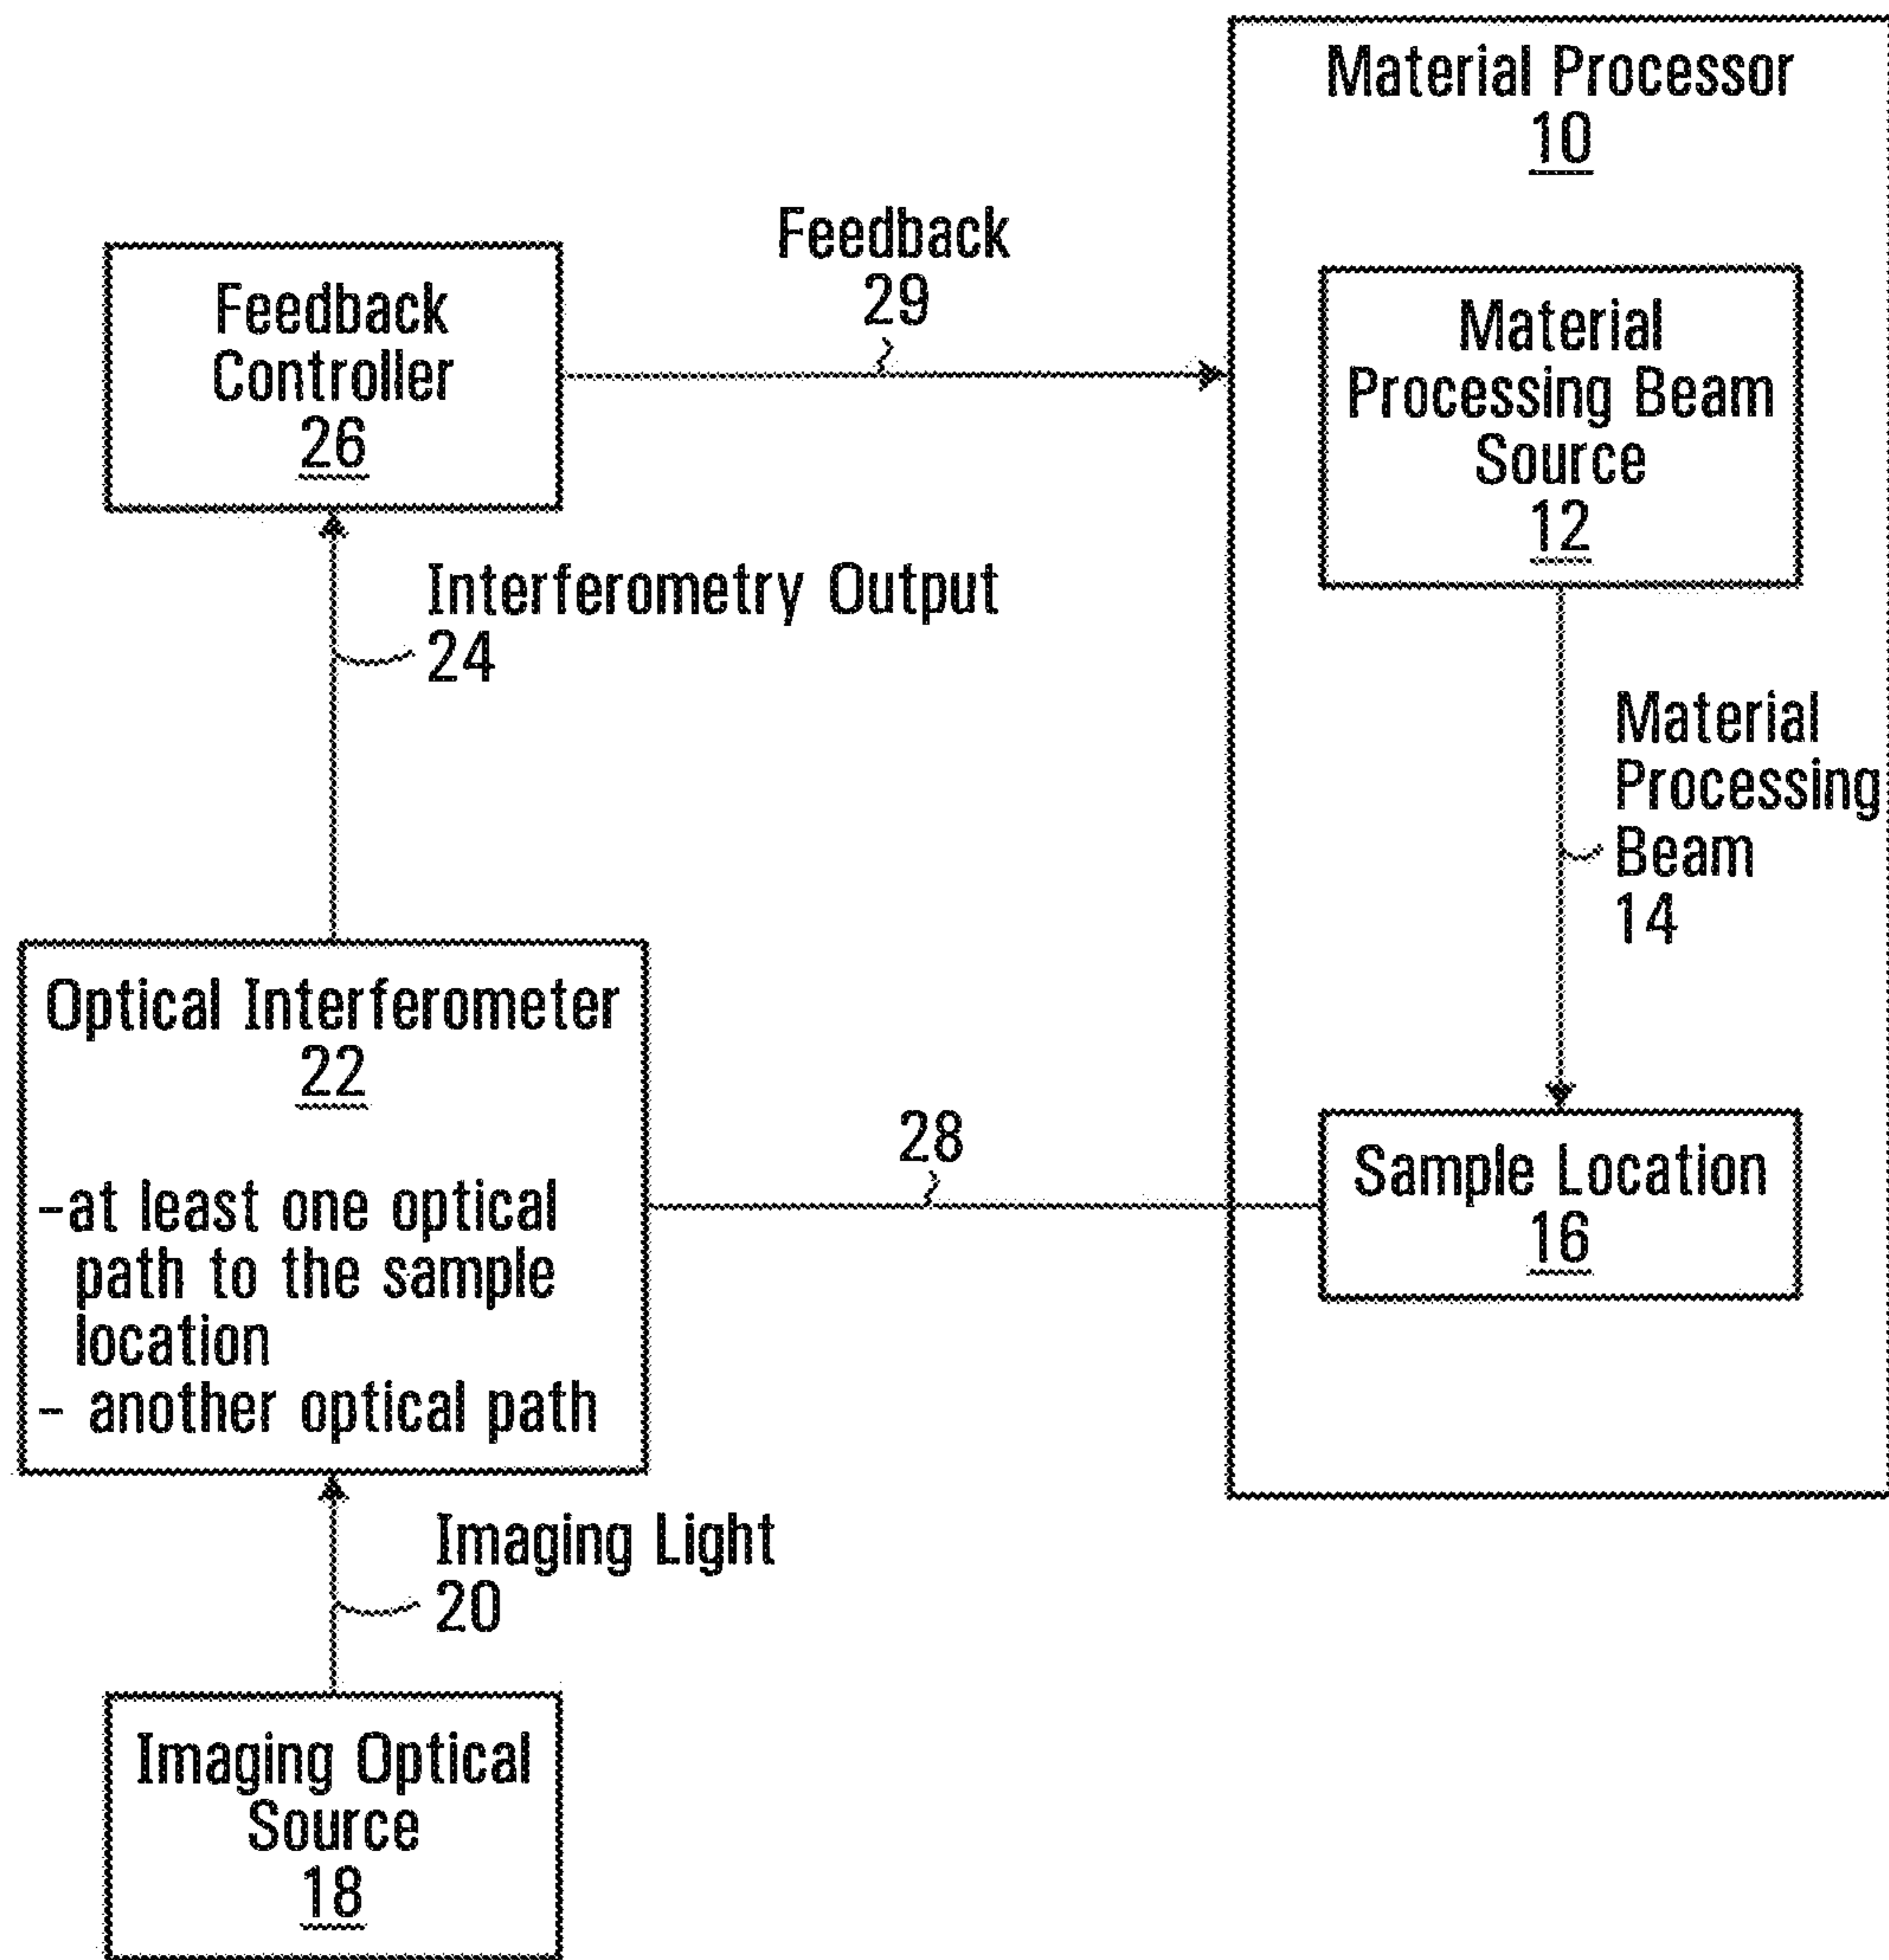 Material Processor
10
Feedback
29
Feedback
Controller
26
Material
Processing Beam
Source
12
Interferometry Output
24
Material
Processing
Beam
14
Optical Interferometer
22
-at least one optical
path to the sample
location
- another optical path
28
Sample Location
16
Imaging Light
20
Imaging Optical
Source
18